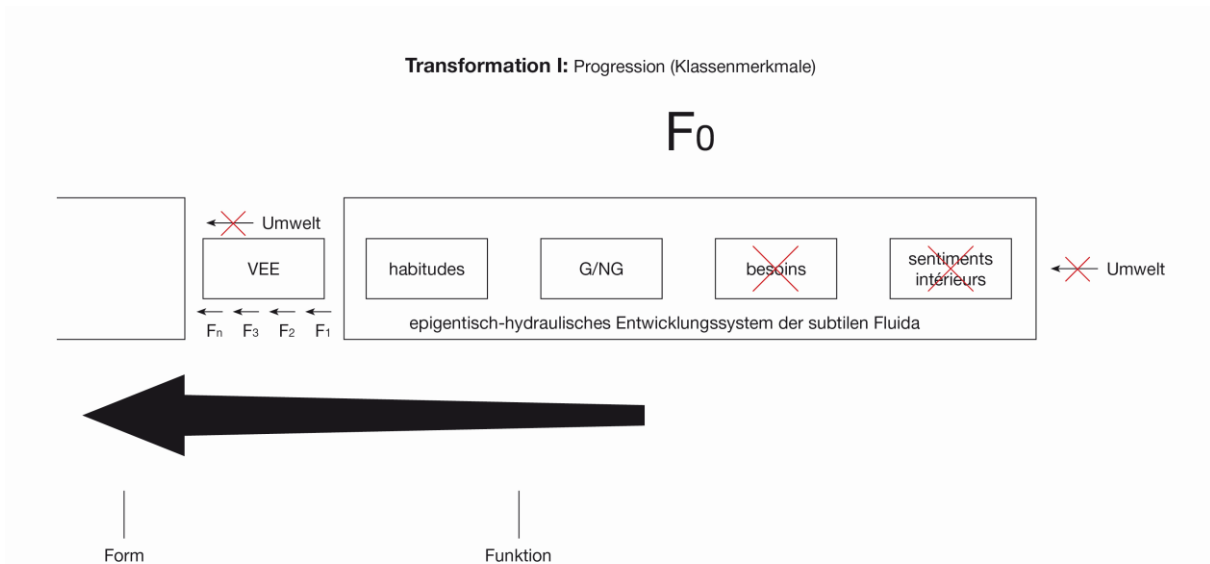 Transformation I: Progression (Klassenmerkmale)
F0
Umwelt
VEE
habitudes
G/NG
besoins
sentiments
intérieurs
Umwelt
Fn F3 F2 F1
epigentisch-hydraulisches Entwicklungssystem der subtilen Fluida
Form
Funktion